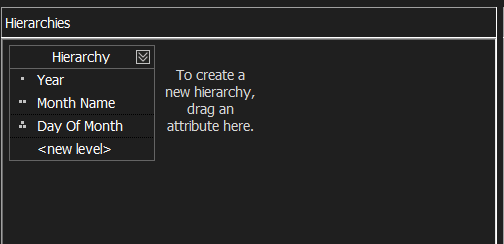 Hierarchies
Hierarchy
Year
Month Name
Day Of Month
<new level>
To create a
new hierarchy,
drag an
attribute here.